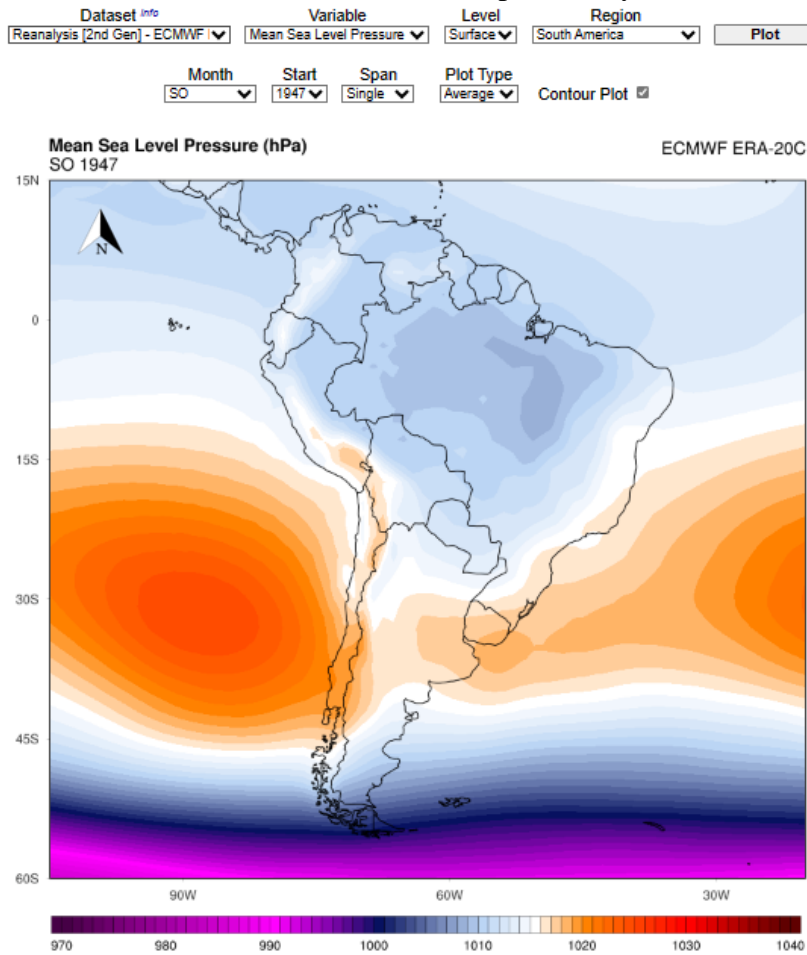 Dataset Info Variable Level Region
Reanalysis [2nd Gen] - ECMWF Mean Sea Level Pressure Surface South America Plot
Month Start Span Plot Type
SO 1947 Single Average Contour Plot
Mean Sea Level Pressure (hPa)
SO 1947 ECMWF ERA-20C
15N
N
0
15S
30S
45S
60S
90W 60W 30W
970 980 990 1000 1010 1020 1030 1040